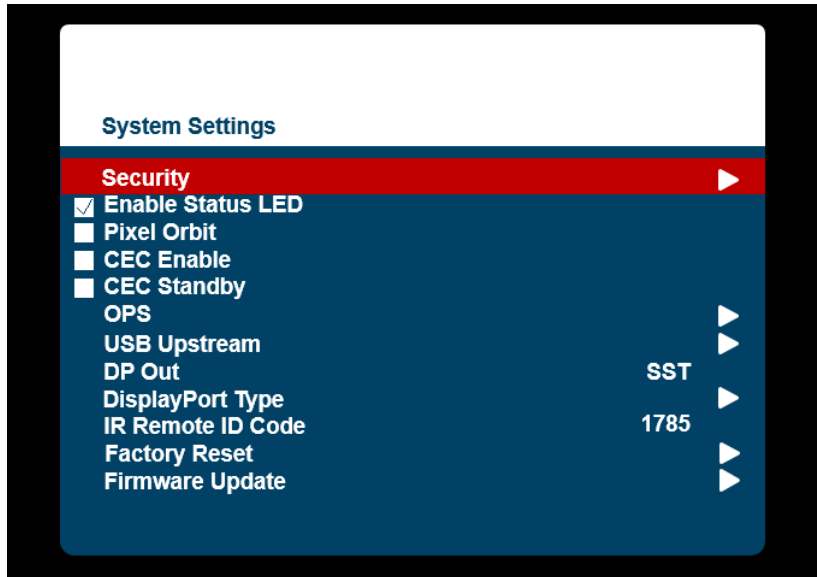 System Settings
Security
Enable Status LED
Pixel Orbit
CEC Enable
CEC Standby
OPS
USB Upstream
DP Out SST
DisplayPort Type
IR Remote ID Code 1785
Factory Reset
Firmware Update